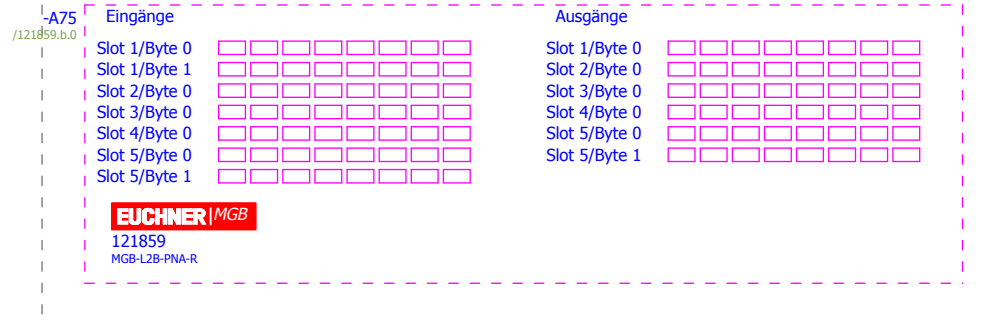 -A75
/121859.b.0
Eingänge
Slot 1/Byte 0
Slot 1/Byte 1
Slot 2/Byte 0
Slot 3/Byte 0
Slot 4/Byte 0
Slot 5/Byte 0
Slot 5/Byte 1
Ausgänge
Slot 1/Byte 0
Slot 2/Byte 0
Slot 3/Byte 0
Slot 4/Byte 0
Slot 5/Byte 0
Slot 5/Byte 1
EUCHNER|MGB
121859
MGB-L2B-PNA-R